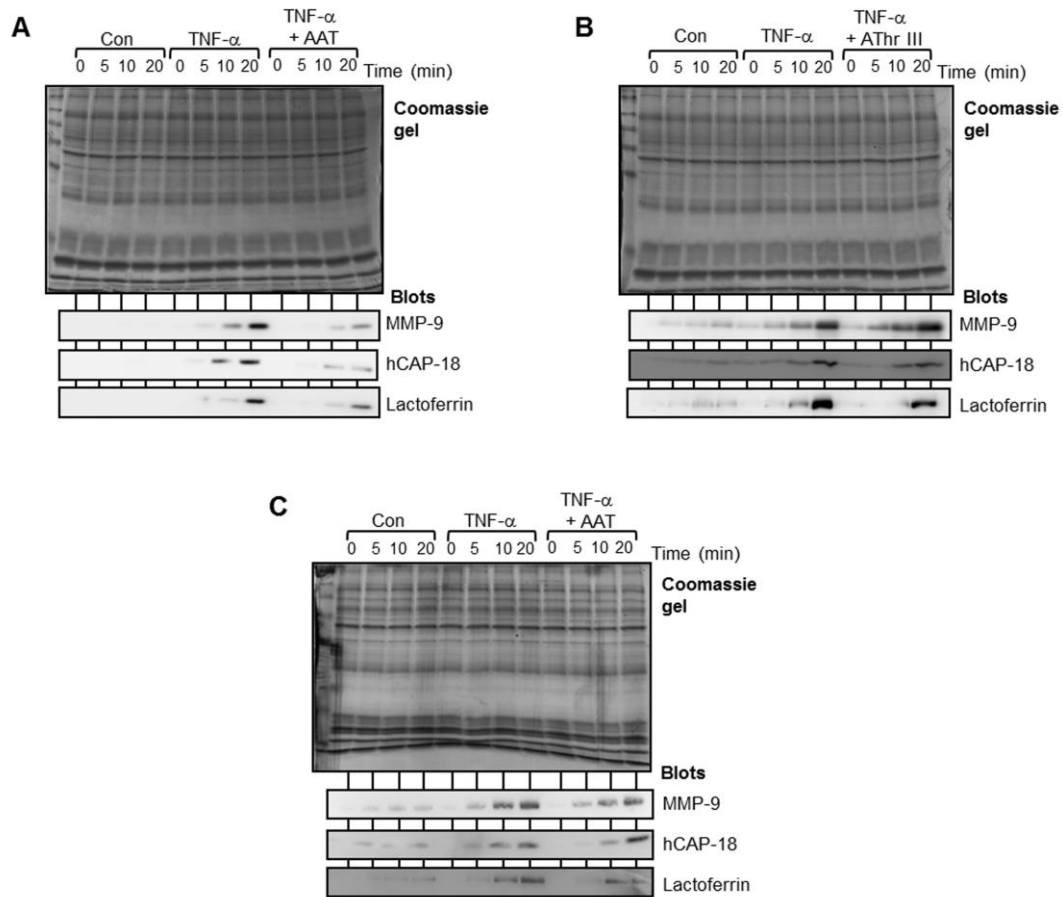 A
Con
TNF-α
TNF-α
+ AAT
0 5 10 20 0 5 10 20 0 5 10 20
Time (min)
Coomassie
gel
Blots
MMP-9
hCAP-18
Lactoferrin
B
Con
TNF-α
TNF-α
+ AThr III
0 5 10 20 0 5 10 20 0 5 10 20
Time (min)
Coomassie
gel
Blots
MMP-9
hCAP-18
Lactoferrin
C
Con
TNF-α
TNF-α
+ AAT
0 5 10 20 0 5 10 20 0 5 10 20
Time (min)
Coomassie
gel
Blots
MMP-9
hCAP-18
Lactoferrin